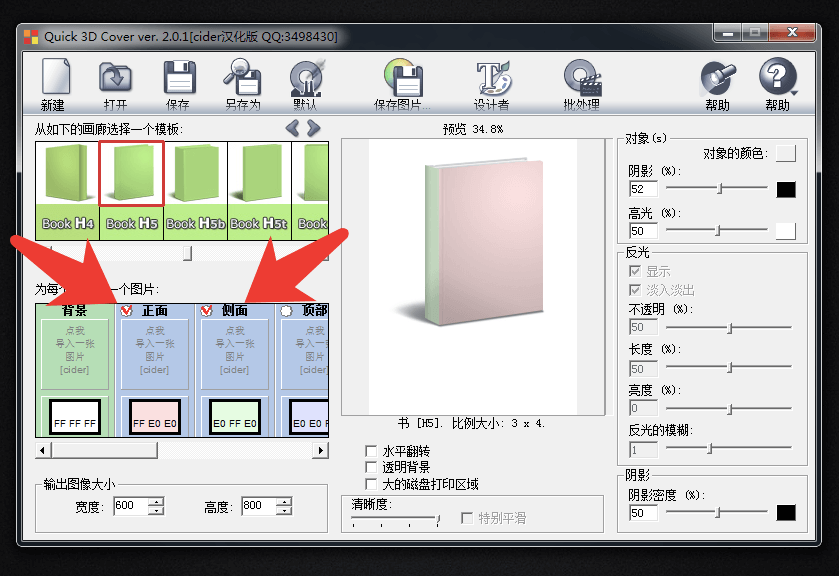 Quick 3D Cover ver. 2.0.1[cider汉化版 QQ:3498430]
新建 打开 保存 另存为 默认 保存图片... 设计者 批处理 帮助 帮助
从如下的画廊选择一个模板:
Book H4 Book H5 Book H5b Book H5t Book
为每 一个图片:
背景 正面 侧面 顶部
点我 点我 点我 点我
导入一张 导入一张 导入一张 导入一张
图片 图片 图片 图片
[cider] [cider] [cider] [cider]
FF FF FF FF E0 E0 E0 FF E0 E0 E0 F
输出图像大小
宽度: 600 高度: 800
预览 34.8%
书 [H5]. 比例大小: 3 x 4.
水平翻转
透明背景
大的磁盘打印区域
清晰度:
特别平滑
对象(s)
对象的颜色:
阴影 (%):
52
高光 (%):
50
反光
显示
淡入淡出
不透明 (%):
50
长度 (%):
50
亮度 (%):
0
反光的模糊:
1
阴影
阴影密度 (%):
50